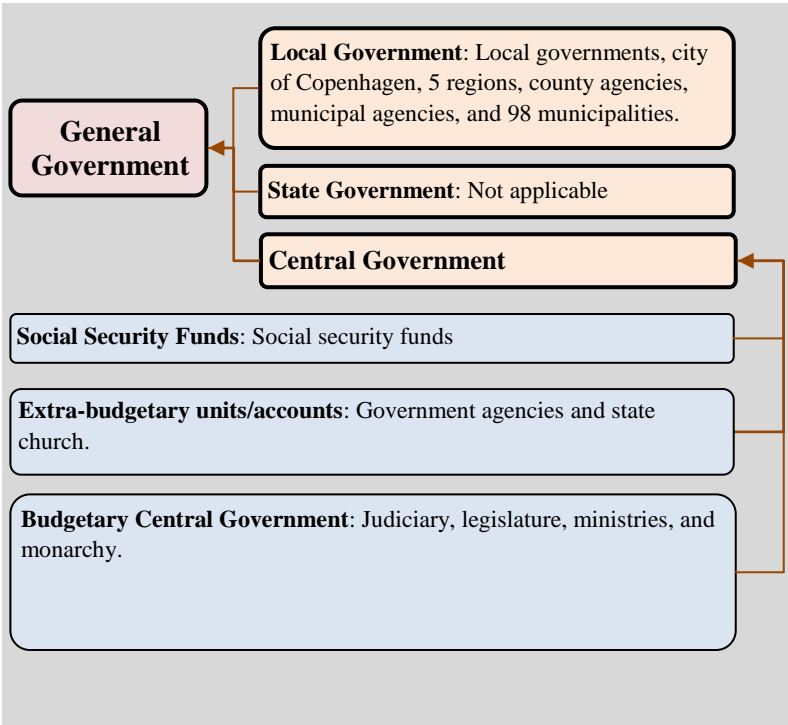 General
Government
Local Government: Local governments, city
of Copenhagen, 5 regions, county agencies,
municipal agencies, and 98 municipalities.
State Government: Not applicable
Central Government
Social Security Funds: Social security funds
Extra-budgetary units/accounts: Government agencies and state
church.
Budgetary Central Government: Judiciary, legislature, ministries, and
monarchy.